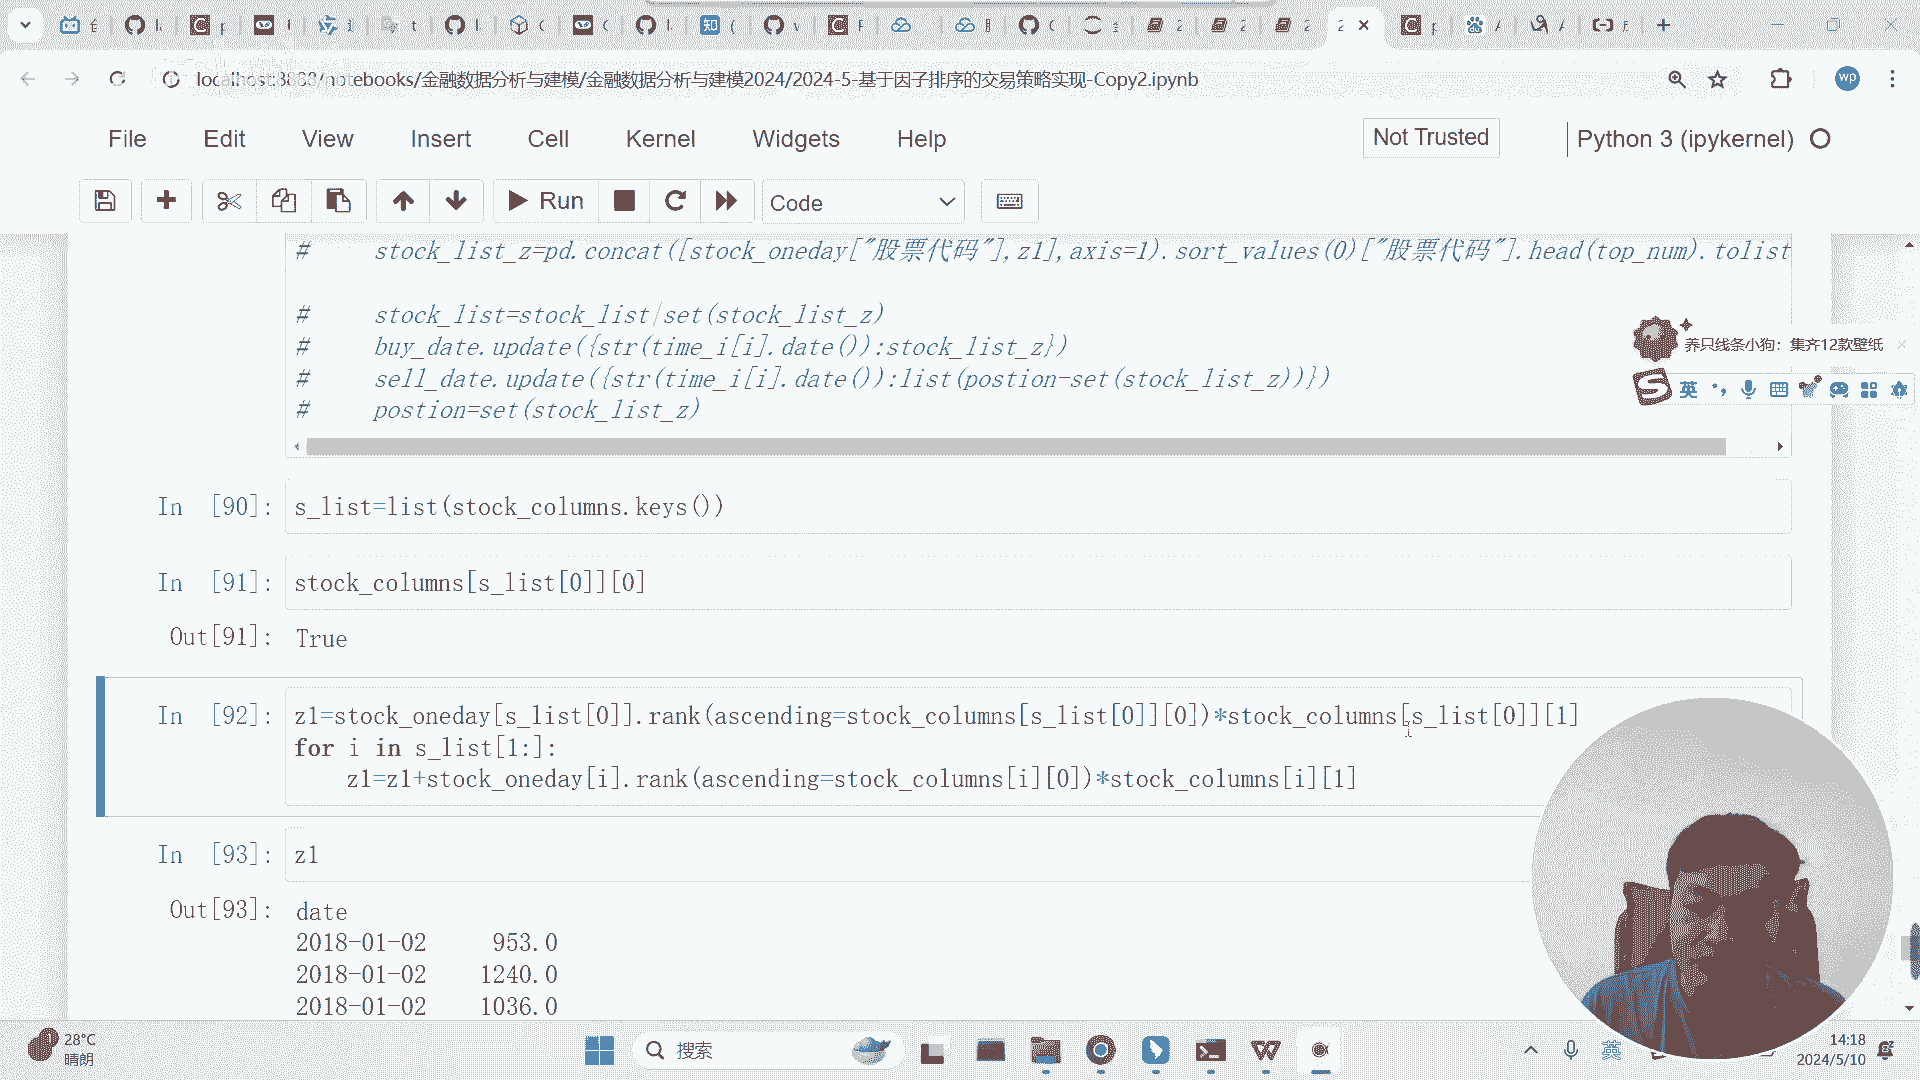 localhost:8888/notebooks/金融数据分析与建模/金融数据分析与建模2024/2024-5-基于因子排序的交易策略实现-Copy2.ipynb
wp
File Edit View Insert Cell Kernel Widgets Help
Not Trusted
Python 3 (ipykernel)
Run
Code
# stock_list_z=pd.concat([stock_oneday["股票代码"],z1],axis=1).sort_values(0)["股票代码"].head(top_num).tolist
# stock_list=stock_list|set(stock_list_z)
# buy_date.update({str(time_i[i].date()):stock_list_z})
# sell_date.update({str(time_i[i].date()):list(postion-set(stock_list_z))})
# postion=set(stock_list_z)
养只线条小狗：集齐12款壁纸
英
In [90]: s_list=list(stock_columns.keys())
In [91]: stock_columns[s_list[0]][0]
Out[91]: True
In [92]: z1=stock_oneday[s_list[0]].rank(ascending=stock_columns[s_list[0]][0])*stock_columns[s_list[0]][1]
for i in s_list[1:]:
z1=z1+stock_oneday[i].rank(ascending=stock_columns[i][0])*stock_columns[i][1]
In [93]: z1
Out[93]: date
2018-01-02 953.0
2018-01-02 1240.0
2018-01-02 1036.0
28°C
晴朗
搜索
英
14:18
2024/5/10